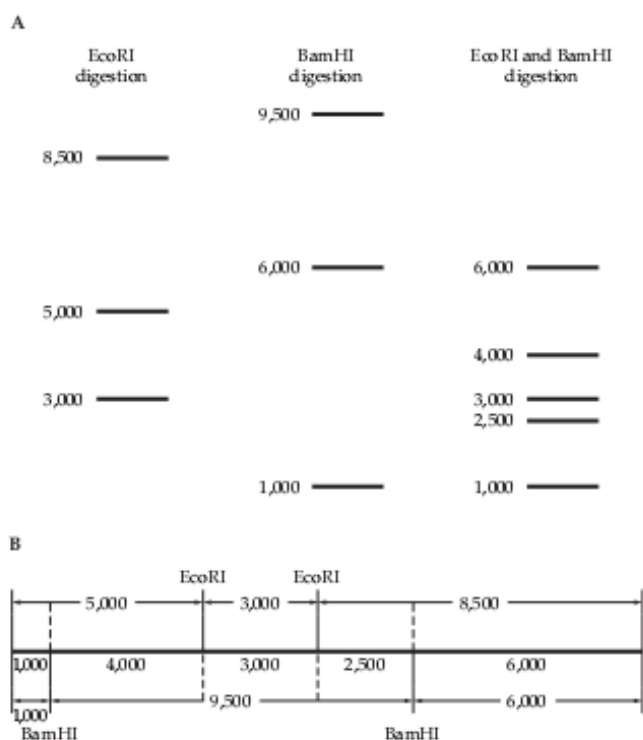 A
EcoRI BamHI EcoRI and BamHI
digestion digestion digestion
9,500
8,500
6,000 6,000
5,000
4,000
3,000 3,000
2,500
1,000 1,000
B
EcoRI EcoRI
5,000 3,000 8,500
1,000 4,000 3,000 2,500 6,000
9,500 6,000
1,000
BamHI BamHI